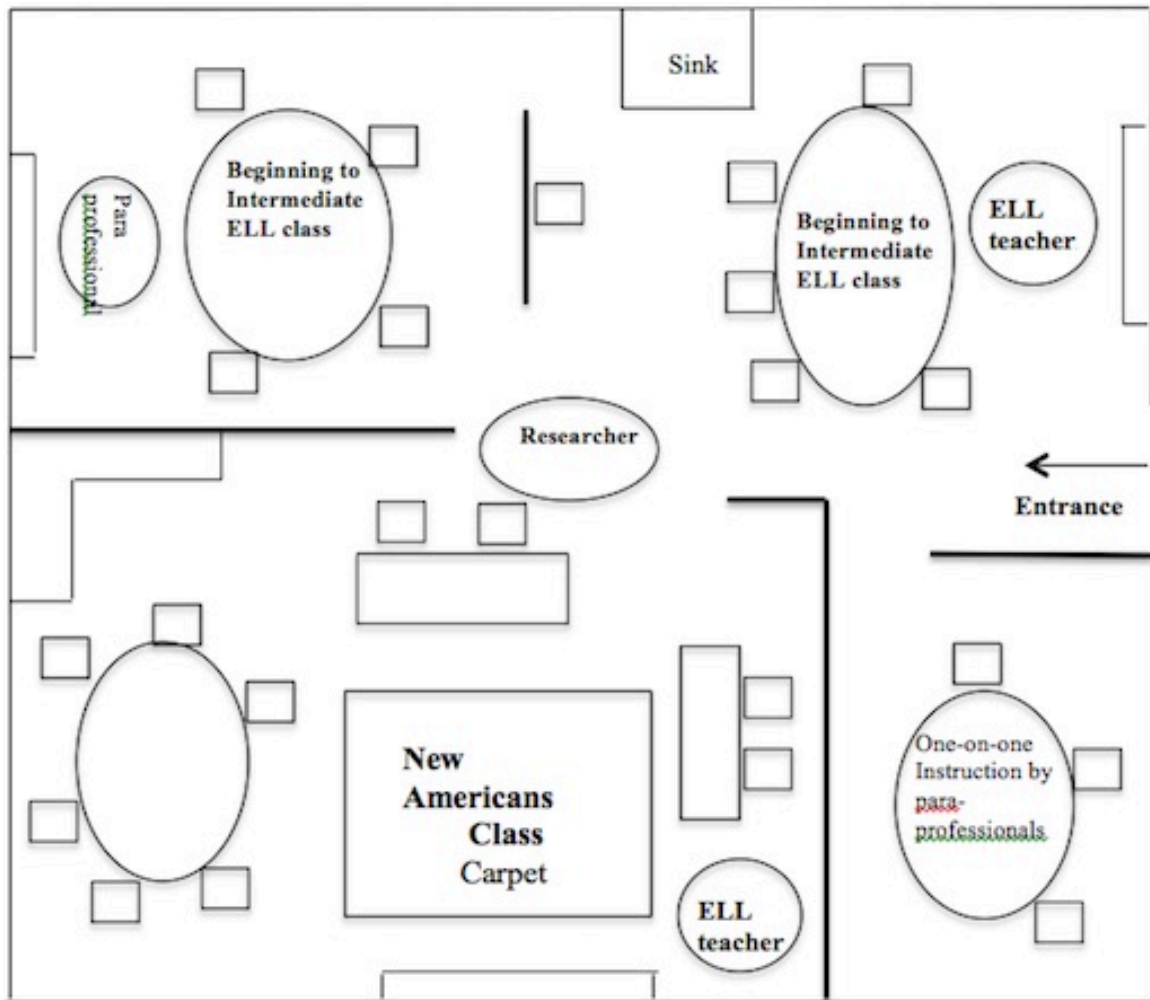 Sink
Beginning to
Intermediate
ELL class
Para
professional
Beginning to
Intermediate
ELL class
ELL
teacher
Researcher
Entrance
New
Americans
Class
Carpet
One-on-one
Instruction by
para-
professionals
ELL
teacher